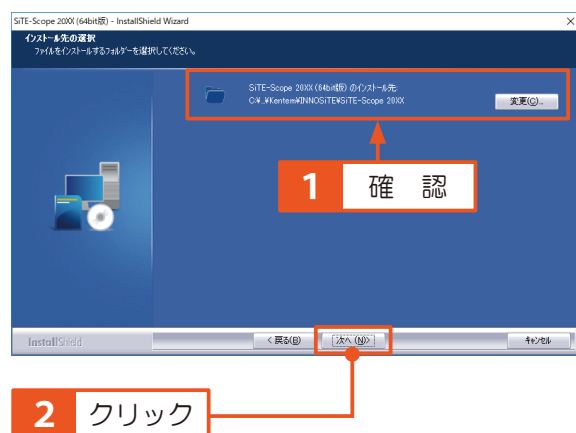 SiTE-Scope 20XX (64bit版) - InstallShield Wizard
インストール先の選択
ファイルをインストールするフォルダーを選択してください。
SiTE-Scope 20XX (64bit版) のインストール先:
C:¥...¥Kentem¥INNOSiTE¥SiTE-Scope 20XX
変更(C)...
1 確 認
InstallShield
< 戻る(B)
次へ (N)>
キャンセル
2 クリック